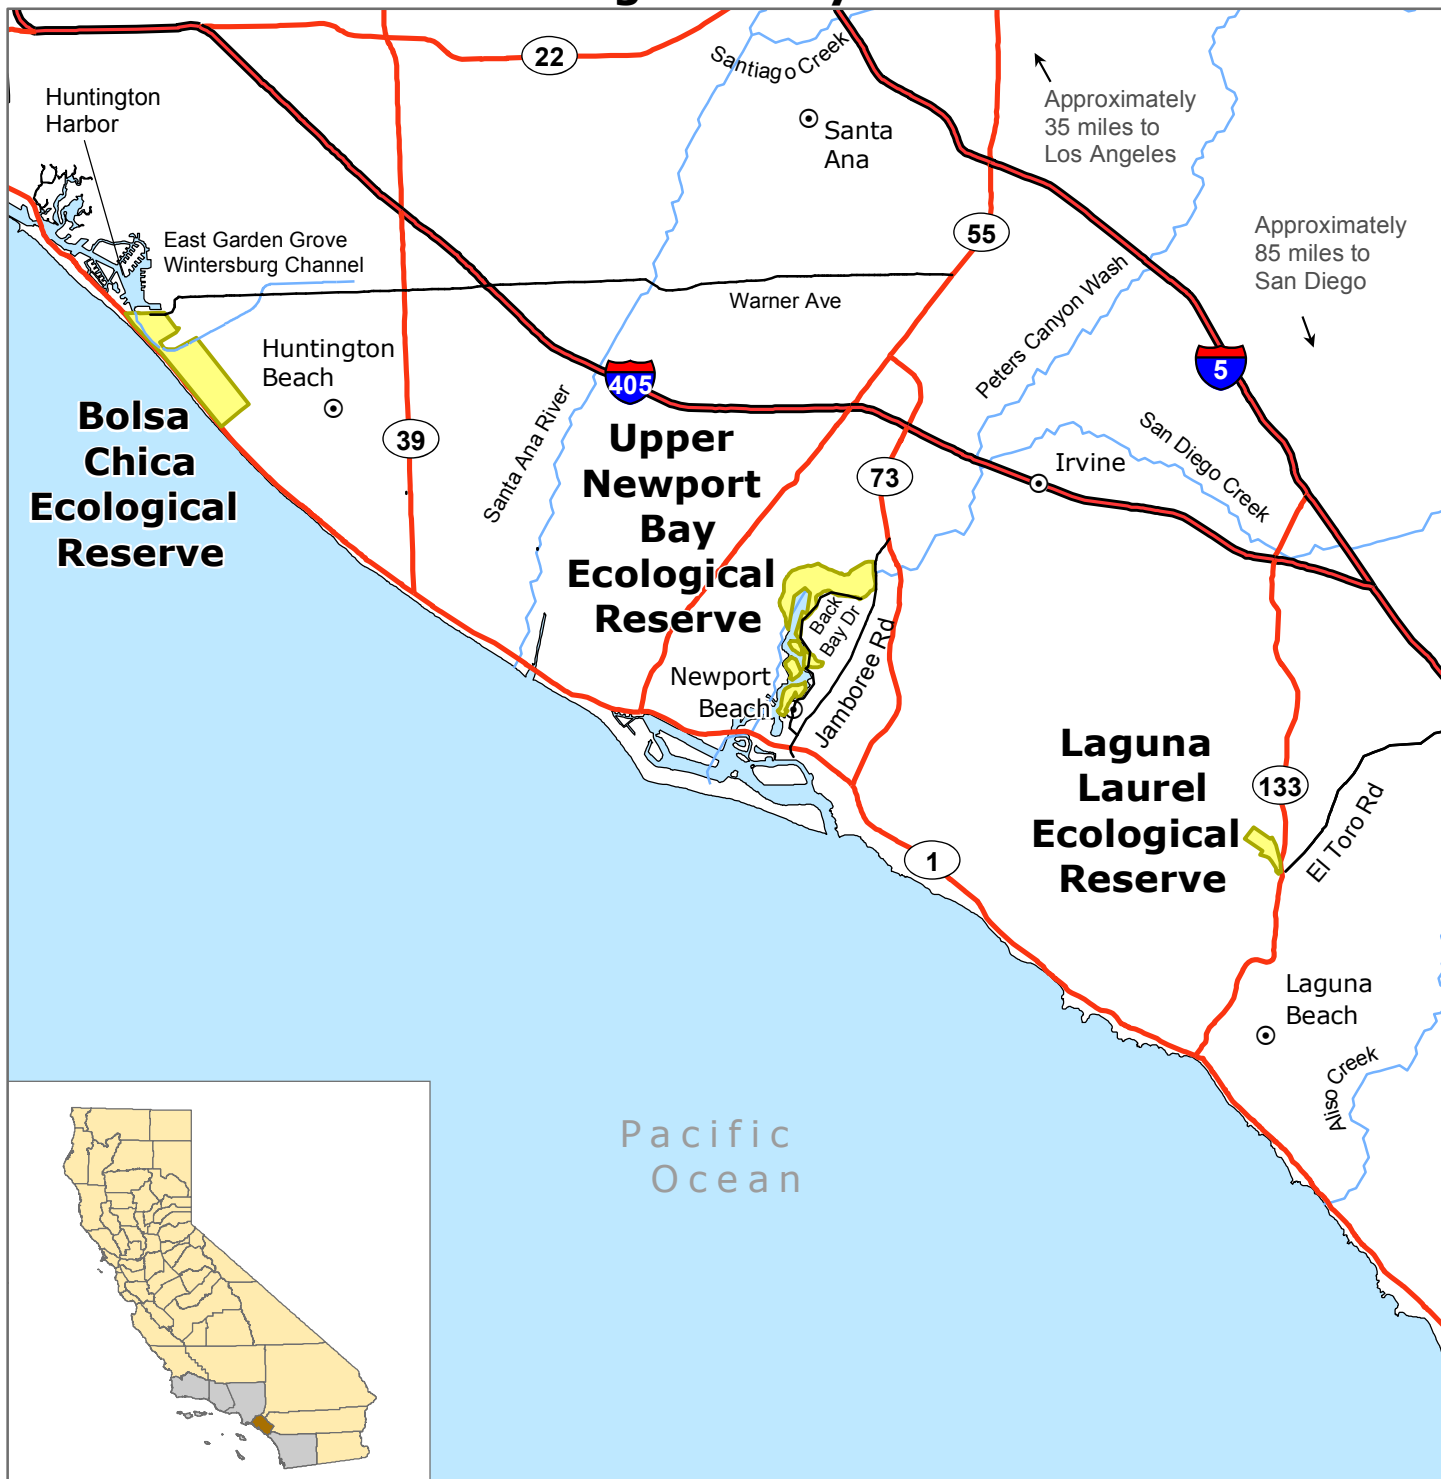 22
Santiago Creek
Huntington
Harbor
Approximately
35 miles to
Los Angeles
Santa
Ana
55
Approximately
85 miles to
San Diego
East Garden Grove
Wintersburg Channel
Warner Ave
Peters Canyon Wash
Huntington
Beach
405
5
Bolsa
Chica
Ecological
Reserve
39
Santa Ana River
Upper
Newport
Bay
Ecological
Reserve
73
Irvine
San Diego Creek
Back
Bay Dr
Jamboree Rd
Newport
Beach
Laguna
Laurel
Ecological
Reserve
133
El Toro Rd
1
Laguna
Beach
Aliso Creek
Pacific
Ocean